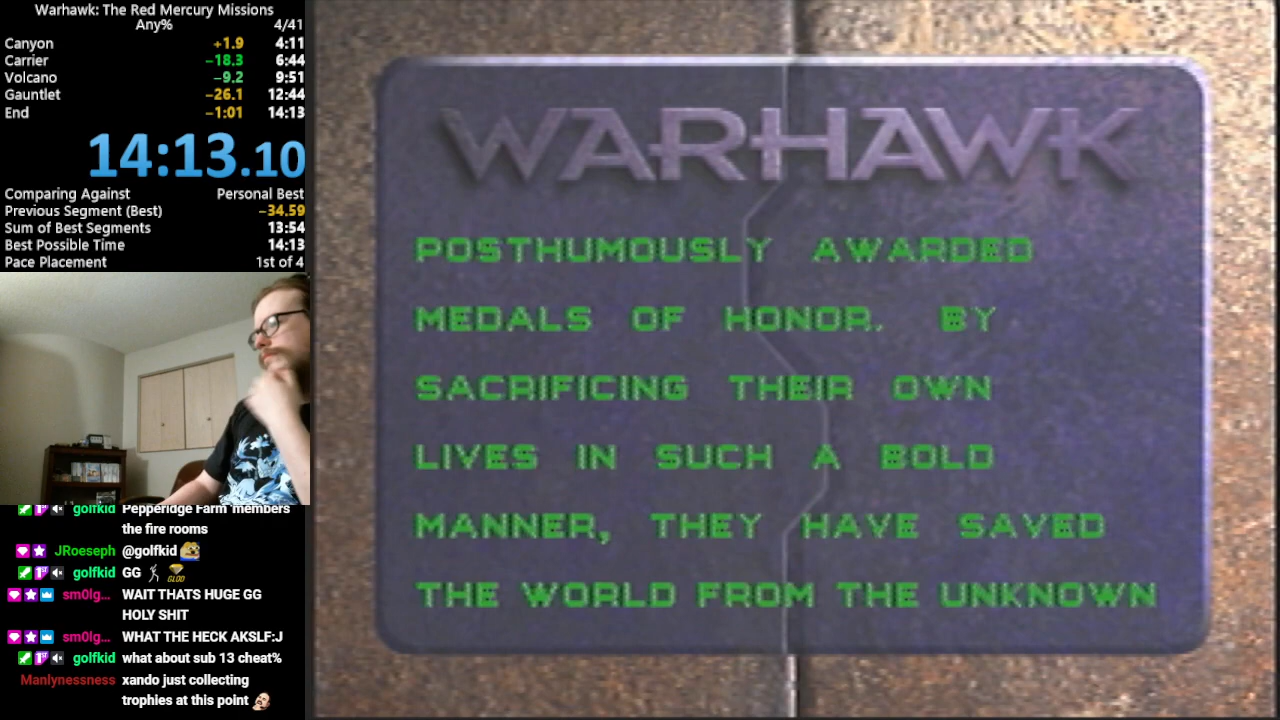 Warhawk: The Red Mercury Missions
Any% 4/41
Canyon +1.9 4:11
Carrier −18.3 6:44
Volcano −9.2 9:51
Gauntlet −26.1 12:44
End −1:01 14:13
14:13.10
Comparing Against Personal Best
Previous Segment (Best) −34.59
Sum of Best Segments 13:54
Best Possible Time 14:13
Pace Placement 1st of 4
golfkid Pepperidge Farm members
the fire rooms
JRoeseph @golfkid
golfkid GG
sm0lg... WAIT THATS HUGE GG
HOLY SHIT
sm0lg... WHAT THE HECK AKSLF:J
golfkid what about sub 13 cheat%
Manlynessness xando just collecting
trophies at this point
WARHAWK
POSTHUMOUSLY AWARDED
MEDALS OF HONOR. BY
SACRIFICING THEIR OWN
LIVES IN SUCH A BOLD
MANNER, THEY HAVE SAVED
THE WORLD FROM THE UNKNOWN